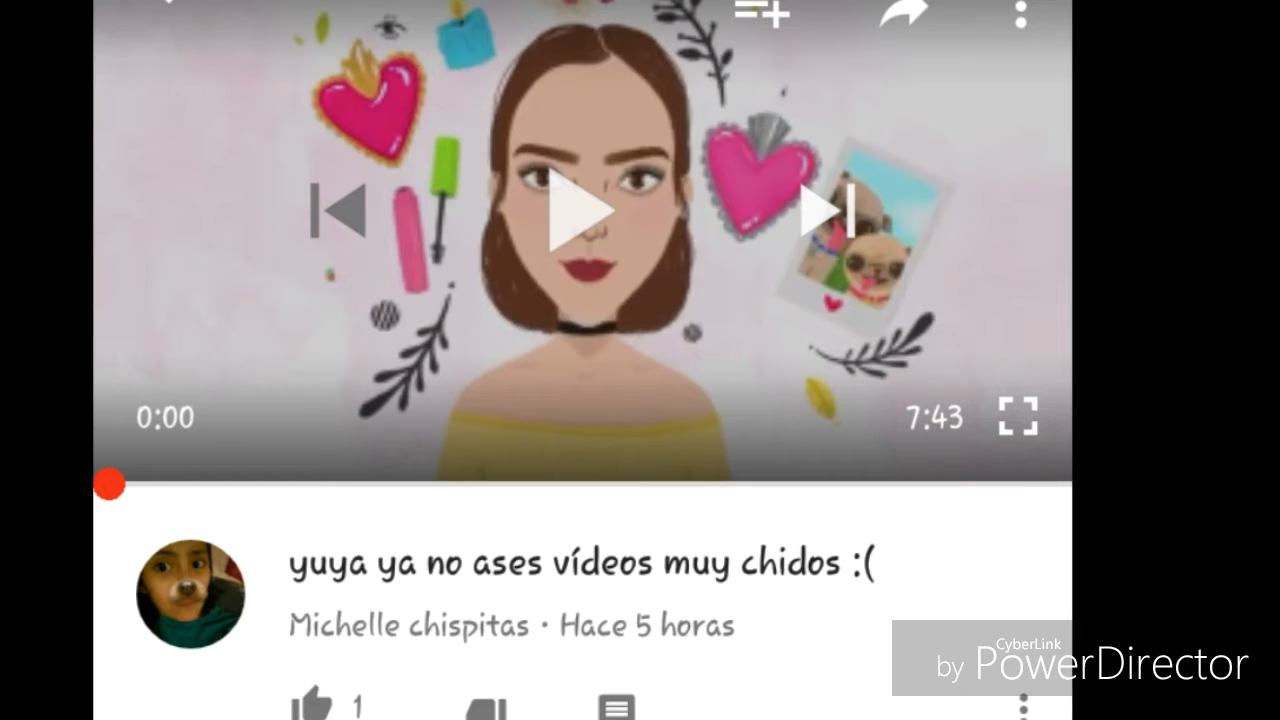 0:00
7:43
yuya ya no ases vídeos muy chidos :(
Michelle chispitas · Hace 5 horas
1
CyberLink
by PowerDirector